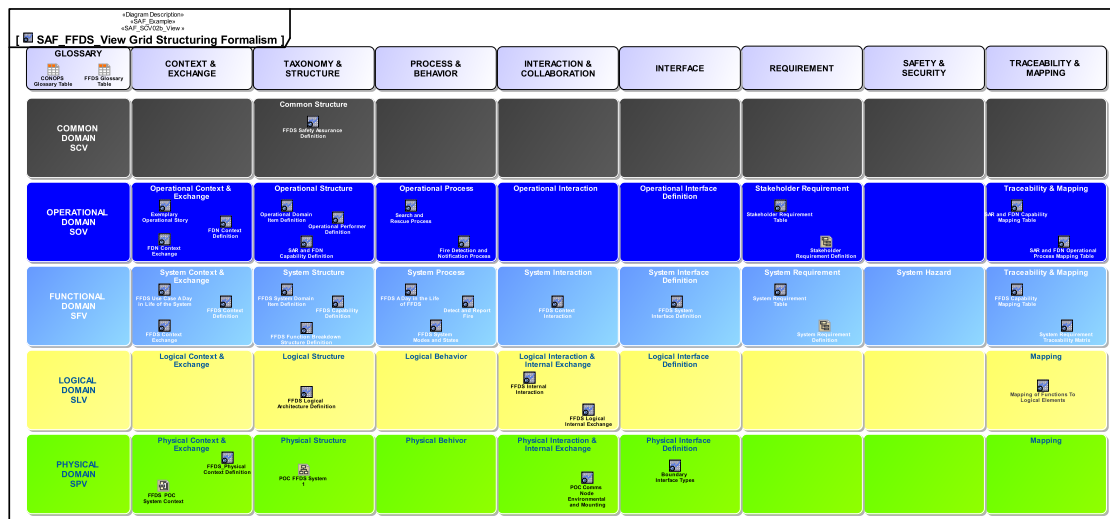 «Diagram Description»
«SAF_Example»
«SAF_SCV02b_View »
[ SAF_FFDS_View Grid Structuring Formalism ]
GLOSSARY
CONOPS
Glossary Table
FFDS Glossary
Table
CONTEXT &
EXCHANGE
TAXONOMY &
STRUCTURE
PROCESS &
BEHAVIOR
INTERACTION &
COLLABORATION
INTERFACE
REQUIREMENT
SAFETY &
SECURITY
TRACEABILITY &
MAPPING
COMMON
DOMAIN
SCV
Common Structure
FFDS Safety Assurance
Definition
OPERATIONAL
DOMAIN
SOV
Operational Context &
Exchange
Exemplary
Operational Story
FDN Context
Definition
FDN Context
Exchange
Operational Structure
Operational Domain
Item Definition
Operational Performer
Definition
SAR and FDN
Capability Definition
Operational Process
Search and
Rescue Process
Fire Detection and
Notification Process
Operational Interaction
Operational Interface
Definition
Stakeholder Requirement
Stakeholder Requirement
Table
Stakeholder
Requirement Definition
Traceability & Mapping
SAR and FDN Capability
Mapping Table
SAR and FDN Operational
Process Mapping Table
FUNCTIONAL
DOMAIN
SFV
System Context &
Exchange
FFDS Use Case A Day
in Life of the System
FFDS Context
Definition
FFDS Context
Exchange
System Structure
FFDS System Domain
Item Definition
FFDS Capability
Definition
FFDS Function Breakdown
Structure Definition
System Process
FFDS A Day in the Life
of FFDS
Detect and Report
Fire
FFDS System
Modes and States
System Interaction
FFDS Context
Interaction
System Interface
Definition
FFDS System
Interface Definition
System Requirement
System Requirement
Table
System Requirement
Definition
System Hazard
Traceability & Mapping
FFDS Capability
Mapping Table
System Requirement
Traceability Matrix
LOGICAL
DOMAIN
SLV
Logical Context &
Exchange
Logical Structure
FFDS Logical
Architecture Definition
Logical Behavior
Logical Interaction &
Internal Exchange
FFDS Internal
Interaction
FFDS Logical
Internal Exchange
Logical Interface
Definition
Mapping
Mapping of Functions To
Logical Elements
PHYSICAL
DOMAIN
SPV
Physical Context &
Exchange
FFDS_Physical
Context Definition
FFDS_POC
System Context
Physical Structure
POC FFDS System
1
Physical Behivor
Physical Interaction &
Internal Exchange
POC Comms
Node
Environmental
and Mounting
Physical Interface
Definition
Boundary
Interface Types
Mapping